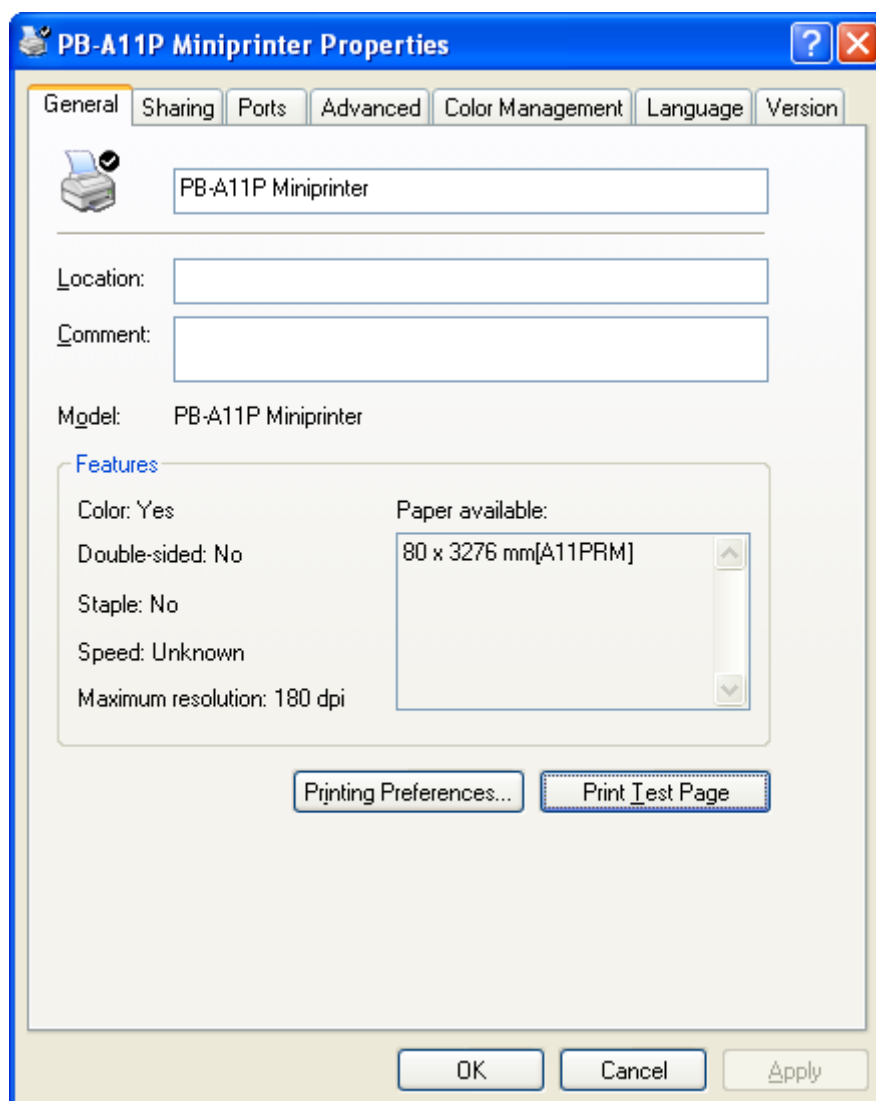 PB-A11P Miniprinter Properties
General Sharing Ports Advanced Color Management Language Version
PB-A11P Miniprinter
Location:
Comment:
Model: PB-A11P Miniprinter
Features
Color: Yes
Paper available:
Double-sided: No
80 x 3276 mm[A11PRM]
Staple: No
Speed: Unknown
Maximum resolution: 180 dpi
Printing Preferences... Print Test Page
OK Cancel Apply